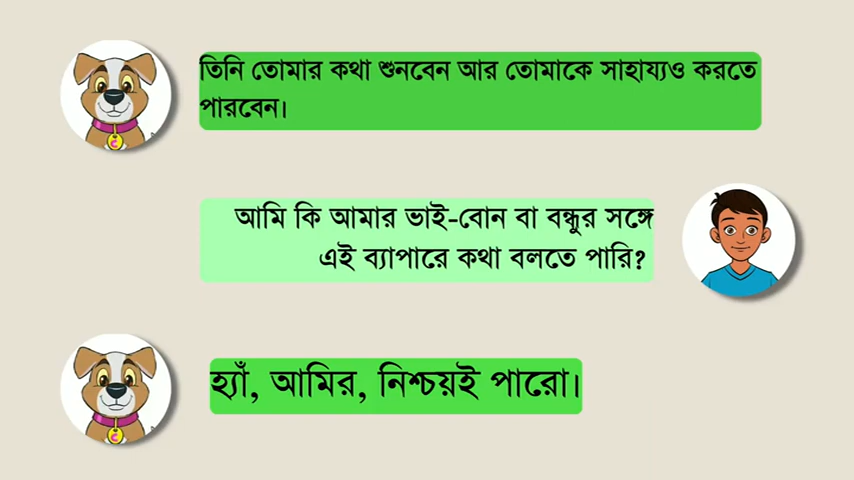 তিনি তোমার কথা শুনবেন আর তোমাকে সাহায্যও করতে
পারবেন।
আমি কি আমার ভাই-বোন বা বন্ধুর সঙ্গে
এই ব্যাপারে কথা বলতে পারি?
হ্যাঁ, আমির, নিশ্চয়ই পারো।